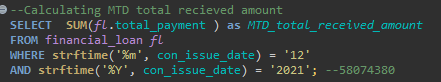 --Calculating MTD total recieved amount
SELECT SUM(fl.total_payment ) as MTD_total_received_amount
FROM financial_loan fl
WHERE strftime('%m', con_issue_date) = '12'
AND strftime('%Y', con_issue_date) = '2021'; --58074380